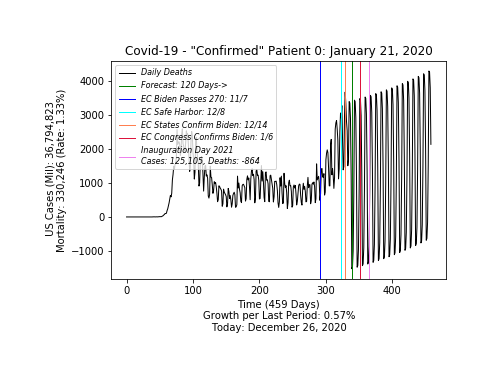 Covid-19 - "Confirmed" Patient 0: January 21, 2020
US Cases (Mil): 36,794.823
Mortality: 330,246 (Rate: 1.33%)
4000
3000
2000
1000
0
−1000
Daily Deaths
Forecast: 120 Days->
EC Biden Passes 270: 11/7
EC Safe Harbor: 12/8
EC States Confirm Biden: 12/14
EC Congress Confirms Biden: 1/6
Inauguration Day 2021
Cases: 125,105, Deaths: -864
0 100 200 300 400
Time (459 Days)
Growth per Last Period: 0.57%
Today: December 26, 2020